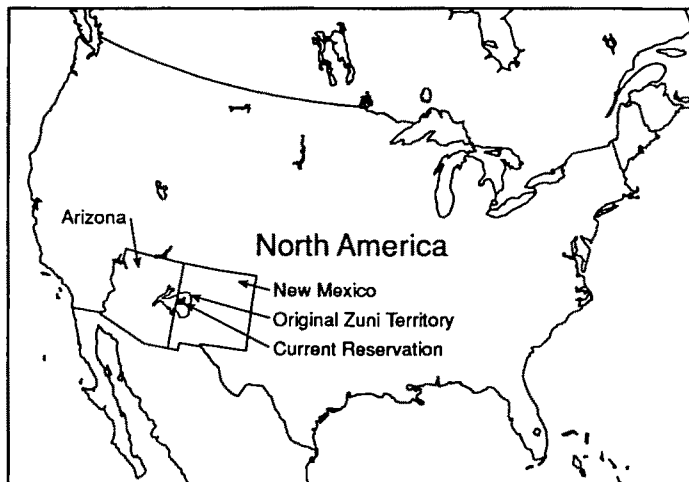 Arizona
North America
New Mexico
Original Zuni Territory
Current Reservation